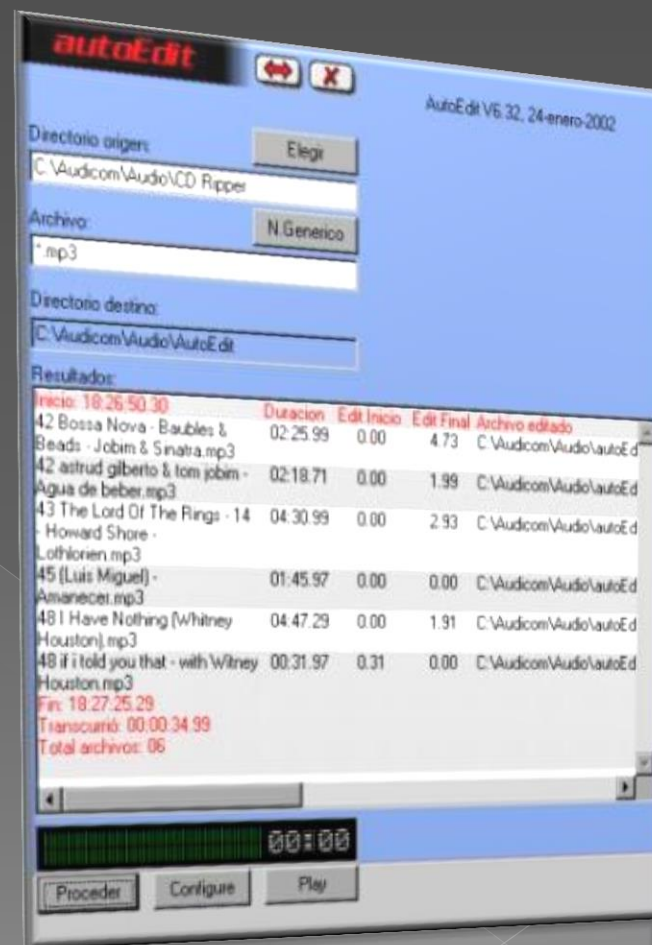 autoEdit
AutoEdit V6.32, 24-enero-2002
Directorio origen:
Elegir
C:\Audicom\Audio\CD Ripper
Archivo:
N.Generico
*.mp3
Directorio destino:
C:\Audicom\Audio\AutoEdit
Resultados:
Inicio: 18:26:50.30 Duracion Edit Inicio Edit Final Archivo editado
42 Bossa Nova - Baubles & 02:25.99 0.00 4.73 C:\Audicom\Audio\autoEd
Beads - Jobim & Sinatra.mp3
42 astrud gilberto & tom jobim - 02:18.71 0.00 1.99 C:\Audicom\Audio\autoEd
Agua de beber.mp3
43 The Lord Of The Rings - 14 04:30.99 0.00 2.93 C:\Audicom\Audio\autoEd
- Howard Shore -
Lothlorien.mp3
45 (Luis Miguel) - 01:45.97 0.00 0.00 C:\Audicom\Audio\autoEd
Amanecer.mp3
48 I Have Nothing (Whitney 04:47.29 0.00 1.91 C:\Audicom\Audio\autoEd
Houston).mp3
48 if i told you that - with Witney 00:31.97 0.31 0.00 C:\Audicom\Audio\autoEd
Houston.mp3
Fin: 18:27:25.29
Transcurrió: 00:00:34.99
Total archivos: 06
00:00
Proceder Configure Play